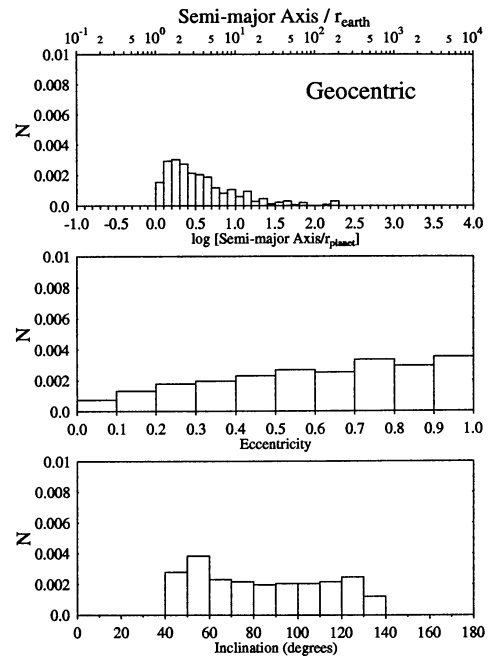 Semi-major Axis / r_earth
10^-1 2 5 10^0 2 5 10^1 2 5 10^2 2 5 10^3 2 5 10^4
0.01
0.008
0.006
0.004
0.002
0.0
N
Geocentric
-1.0 -0.5 0.0 0.5 1.0 1.5 2.0 2.5 3.0 3.5 4.0
log [Semi-major Axis/r_planet]
0.01
0.008
0.006
0.004
0.002
0.0
N
0.0 0.1 0.2 0.3 0.4 0.5 0.6 0.7 0.8 0.9 1.0
Eccentricity
0.01
0.008
0.006
0.004
0.002
0.0
N
0 20 40 60 80 100 120 140 160 180
Inclination (degrees)